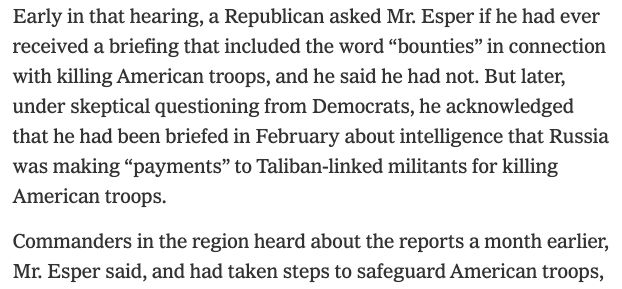 Early in that hearing, a Republican asked Mr. Esper if he had ever
received a briefing that included the word “bounties” in connection
with killing American troops, and he said he had not. But later,
under skeptical questioning from Democrats, he acknowledged
that he had been briefed in February about intelligence that Russia
was making “payments” to Taliban-linked militants for killing
American troops.
Commanders in the region heard about the reports a month earlier,
Mr. Esper said, and had taken steps to safeguard American troops,